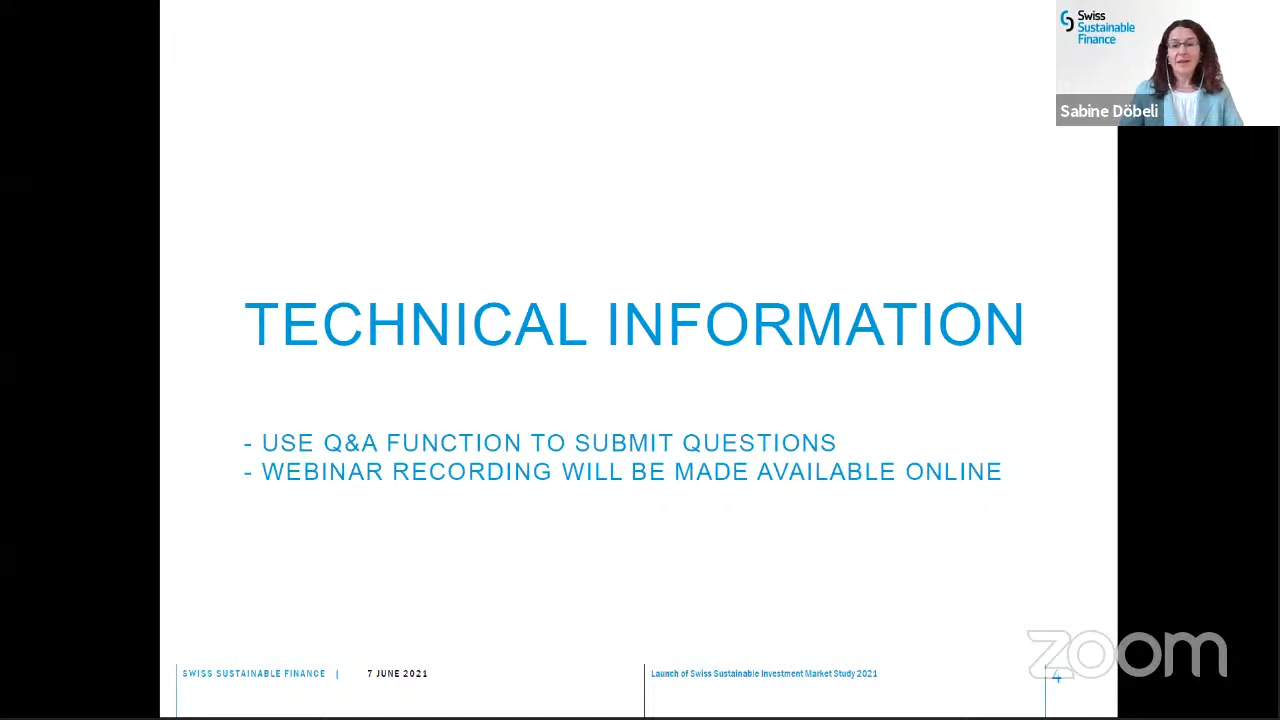 Swiss
Sustainable
Finance
Sabine Döbeli
TECHNICAL INFORMATION
- USE Q&A FUNCTION TO SUBMIT QUESTIONS
- WEBINAR RECORDING WILL BE MADE AVAILABLE ONLINE
SWISS SUSTAINABLE FINANCE | 7 JUNE 2021 Launch of Swiss Sustainable Investment Market Study 2021 4
zoom